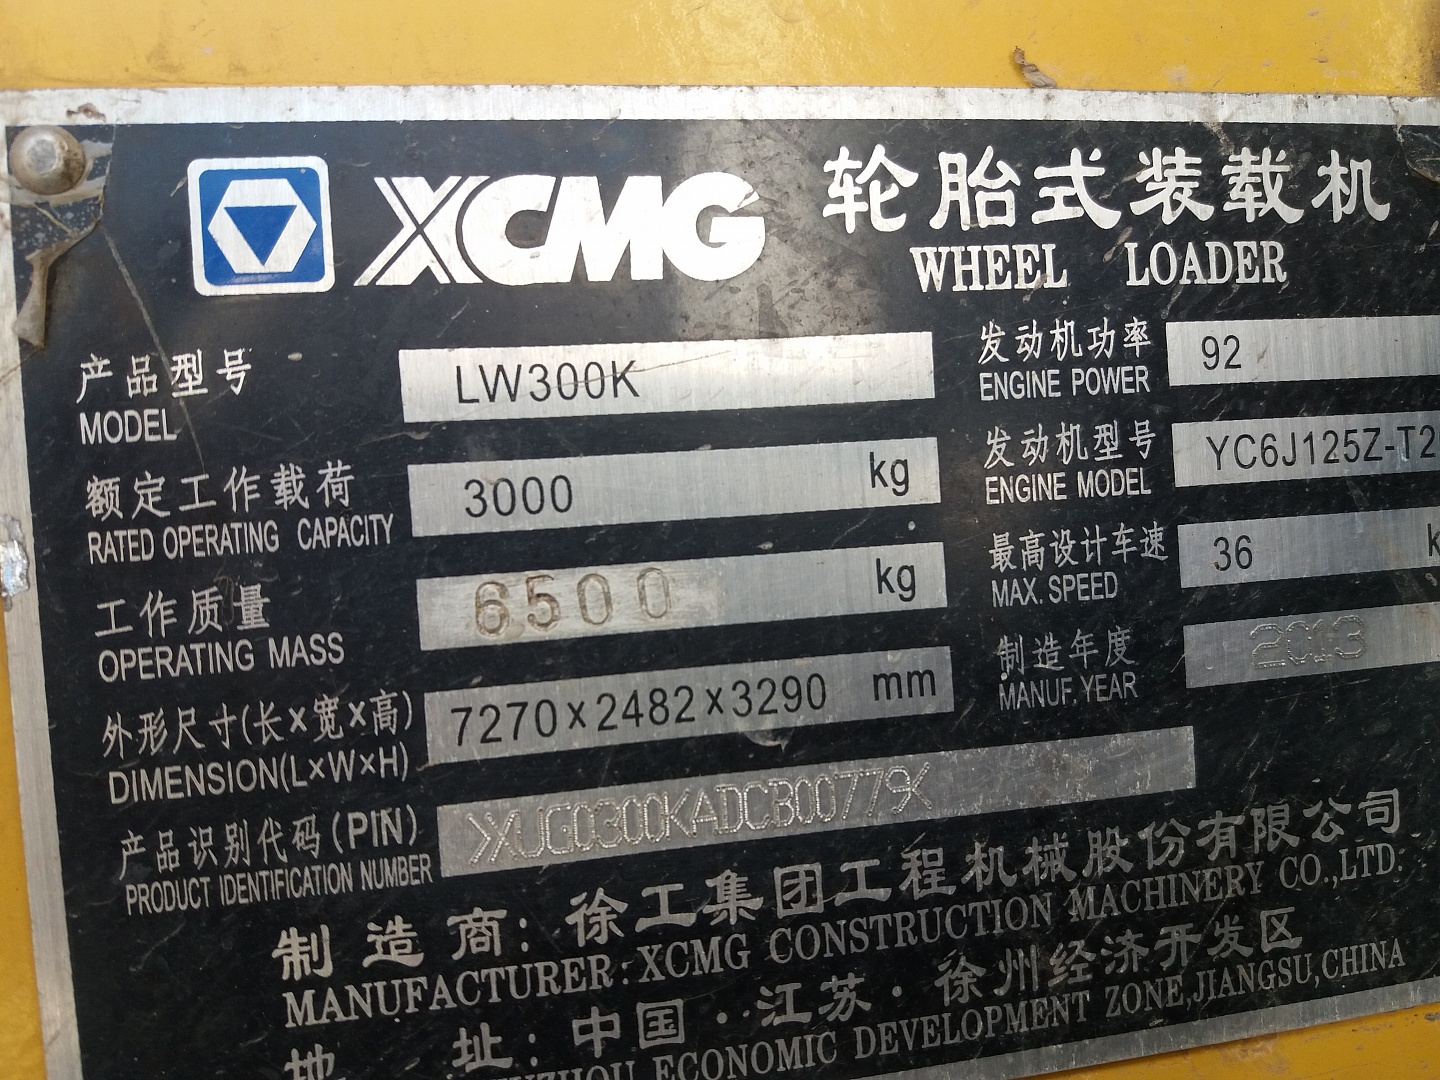 XCMG 轮胎式装载机
WHEEL LOADER
产品型号 LW300K
MODEL
额定工作载荷 3000 kg
RATED OPERATING CAPACITY
工作质量 6500 kg
OPERATING MASS
外形尺寸(长×宽×高) 7270×2482×3290 mm
DIMENSION(L×W×H)
产品识别代码(PIN)
PRODUCT IDENTIFICATION NUMBER
发动机功率 92
ENGINE POWER
发动机型号 YC6J125Z-T2
ENGINE MODEL
最高设计车速 36 k
MAX. SPEED
制造年度 2013
MANUF. YEAR
制造商:徐工集团工程机械股份有限公司
MANUFACTURER:XCMG CONSTRUCTION MACHINERY CO.,LTD.
地址:中国··江苏·徐州经济开发区
ECONOMIC DEVELOPMENT ZONE,JIANGSU,CHINA